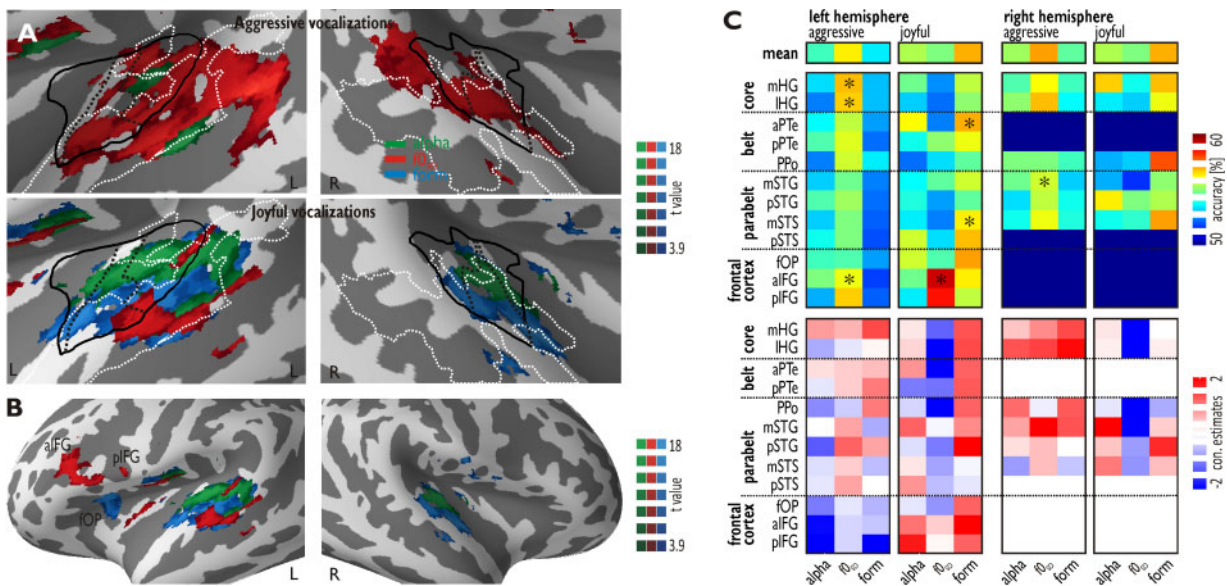 A
Aggressive vocalizations
L
R
alpha
form
18
t value
3.9
Joyful vocalizations
L
L
R
18
t value
3.9
B
aIFG
pIFG
fOP
L
R
C
left hemisphere
right hemisphere
aggressive
joyful
aggressive
joyful
alpha f0SD form
mean
core
mHG
lHG
belt
aPTe
pPTe
PPo
parabelt
mSTG
pSTG
mSTS
pSTS
frontal cortex
fOP
aIFG
pIFG
*
*
*
*
*
*
*
60
accuracy [%]
50
core
mHG
lHG
belt
aPTe
pPTe
parabelt
PPo
mSTG
pSTG
mSTS
pSTS
frontal cortex
fOP
aIFG
pIFG
2
con. estimates
-2
alpha
form
alpha
form
alpha
form
alpha
form